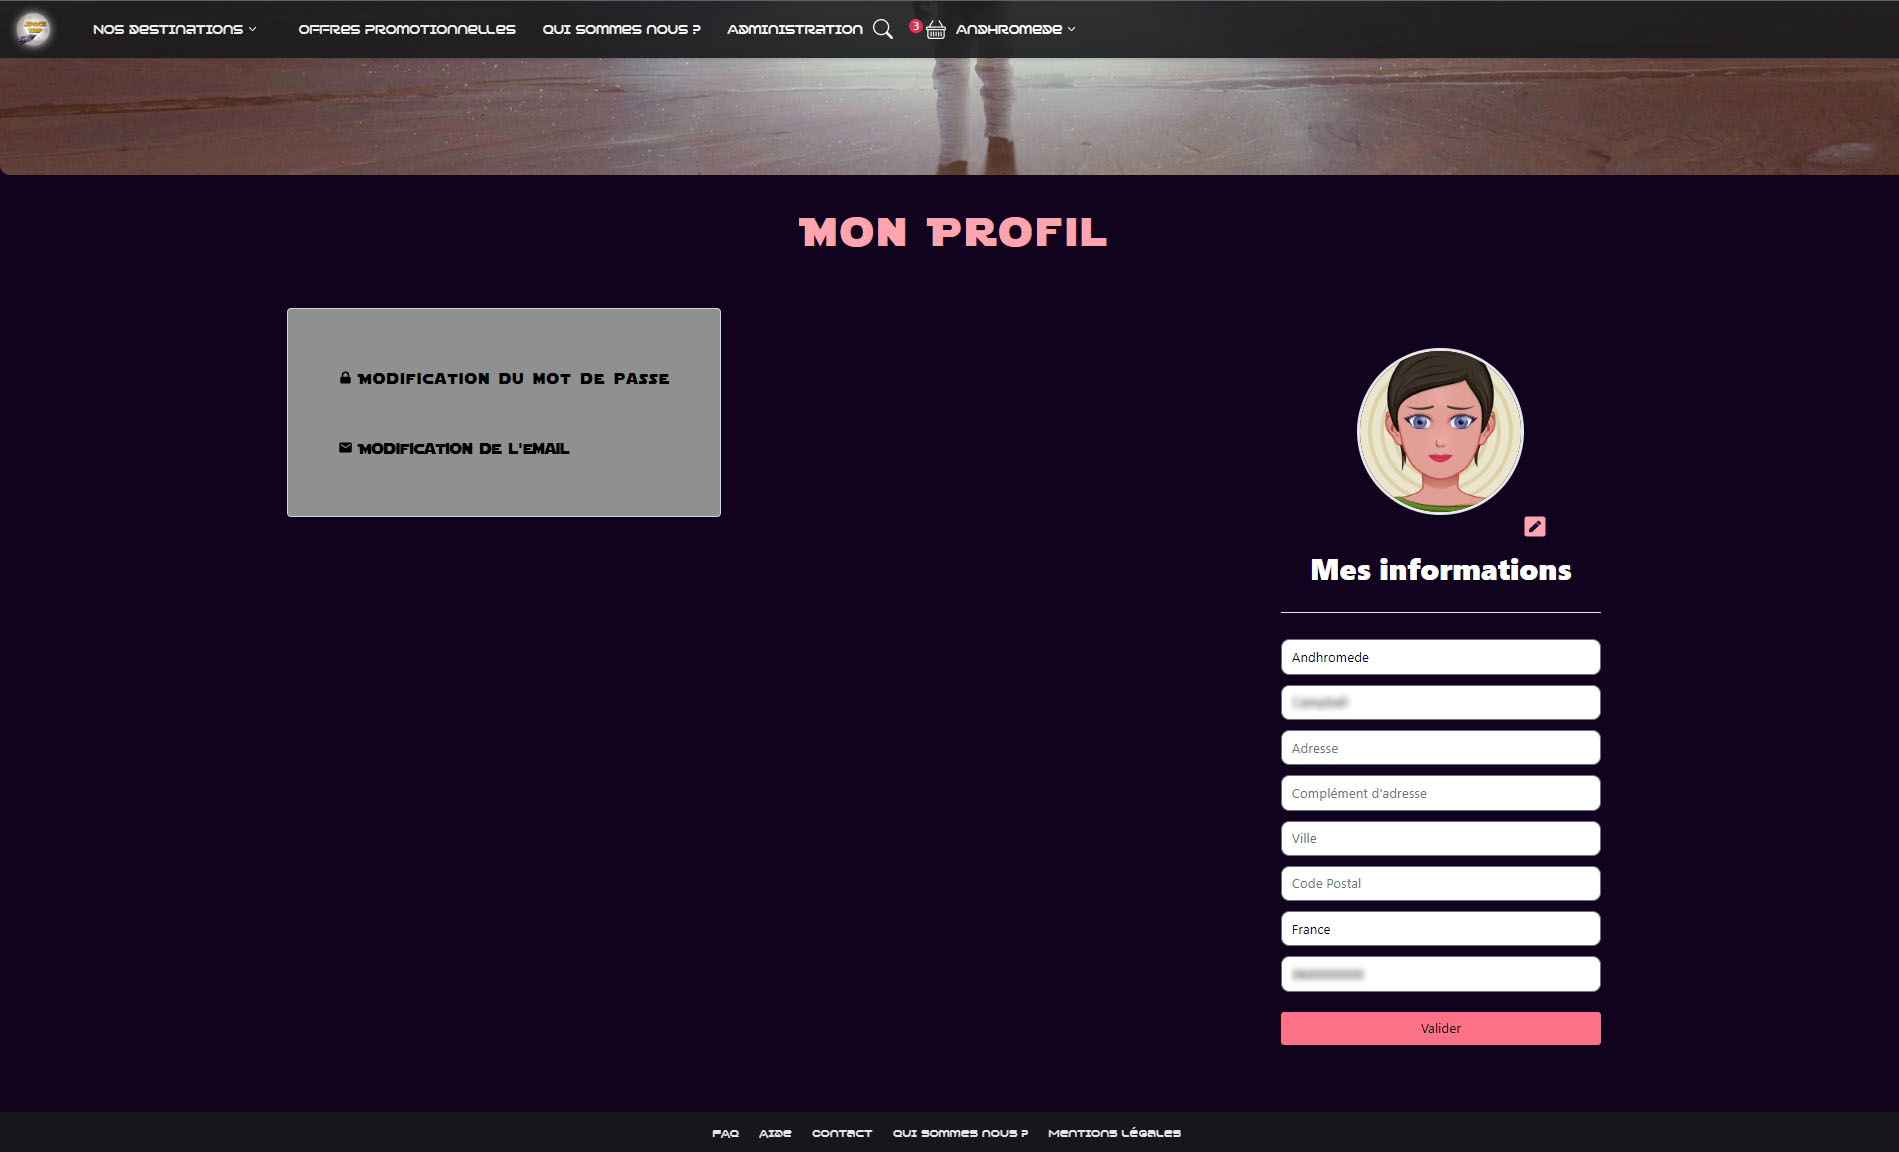 SPACE TRIP
NOS DESTINATIONS OFFRES PROMOTIONNELLES QUI SOMMES NOUS ? ADMINISTRATION 3 ANDHROMEDE
MON PROFIL
MODIFICATION DU MOT DE PASSE
MODIFICATION DE L'EMAIL
Mes informations
Andhromede
Adresse
Complément d'adresse
Ville
Code Postal
France
Valider
FAQ AIDE CONTACT QUI SOMMES NOUS ? MENTIONS LÉGALES